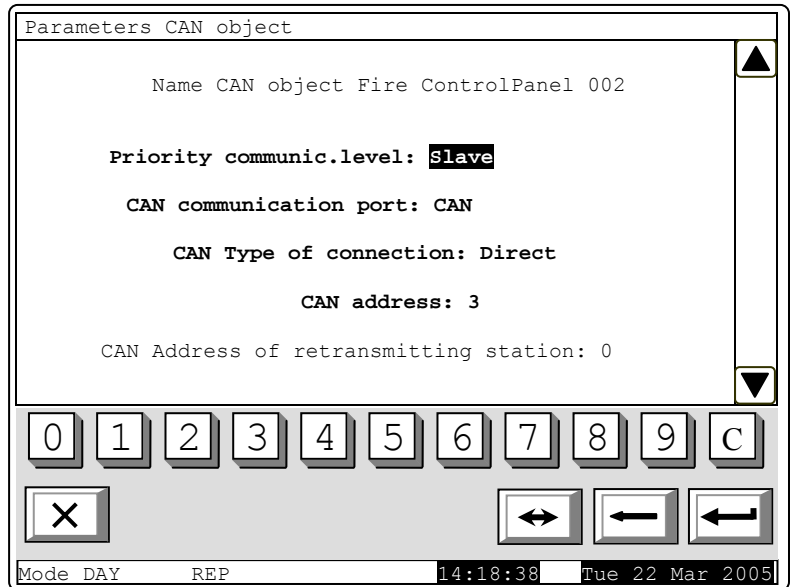 Parameters CAN object
Name CAN object Fire ControlPanel 002
Priority communic.level: Slave
CAN communication port: CAN
CAN Type of connection: Direct
CAN address: 3
CAN Address of retransmitting station: 0
0 1 2 3 4 5 6 7 8 9 C
Mode DAY REP 14:18:38 Tue 22 Mar 2005